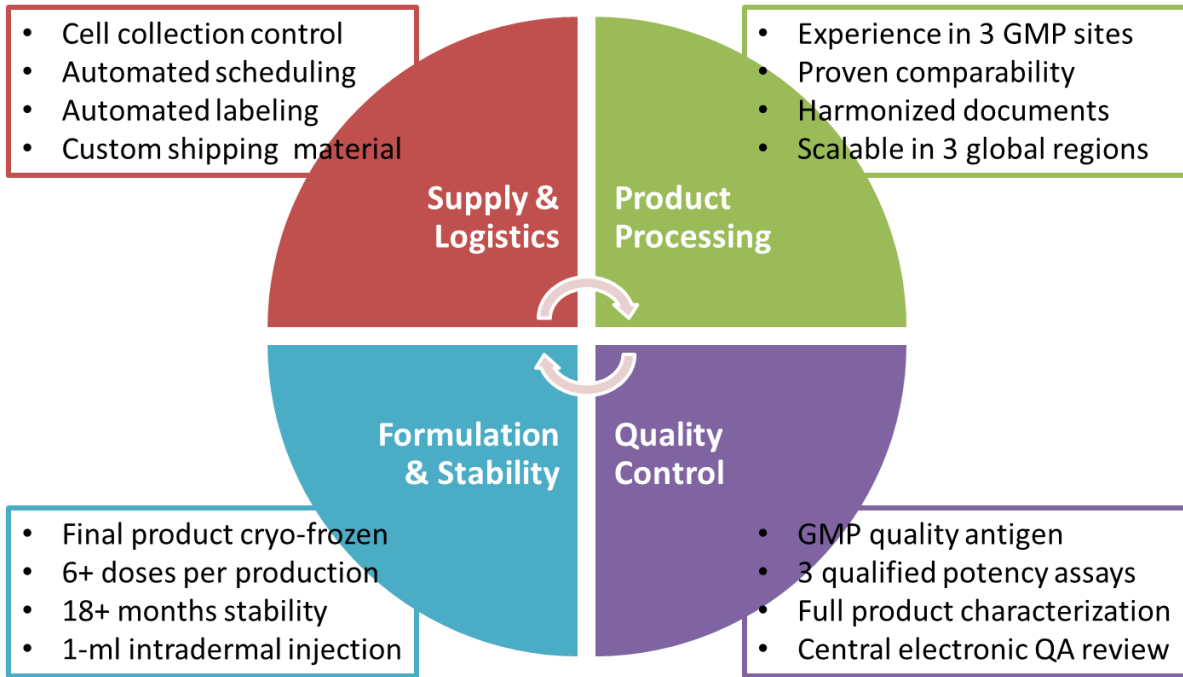 • Cell collection control
• Automated scheduling
• Automated labeling
• Custom shipping material
Supply &
Logistics
• Experience in 3 GMP sites
• Proven comparability
• Harmonized documents
• Scalable in 3 global regions
Product
Processing
Formulation
& Stability
• Final product cryo-frozen
• 6+ doses per production
• 18+ months stability
• 1-ml intradermal injection
Quality
Control
• GMP quality antigen
• 3 qualified potency assays
• Full product characterization
• Central electronic QA review